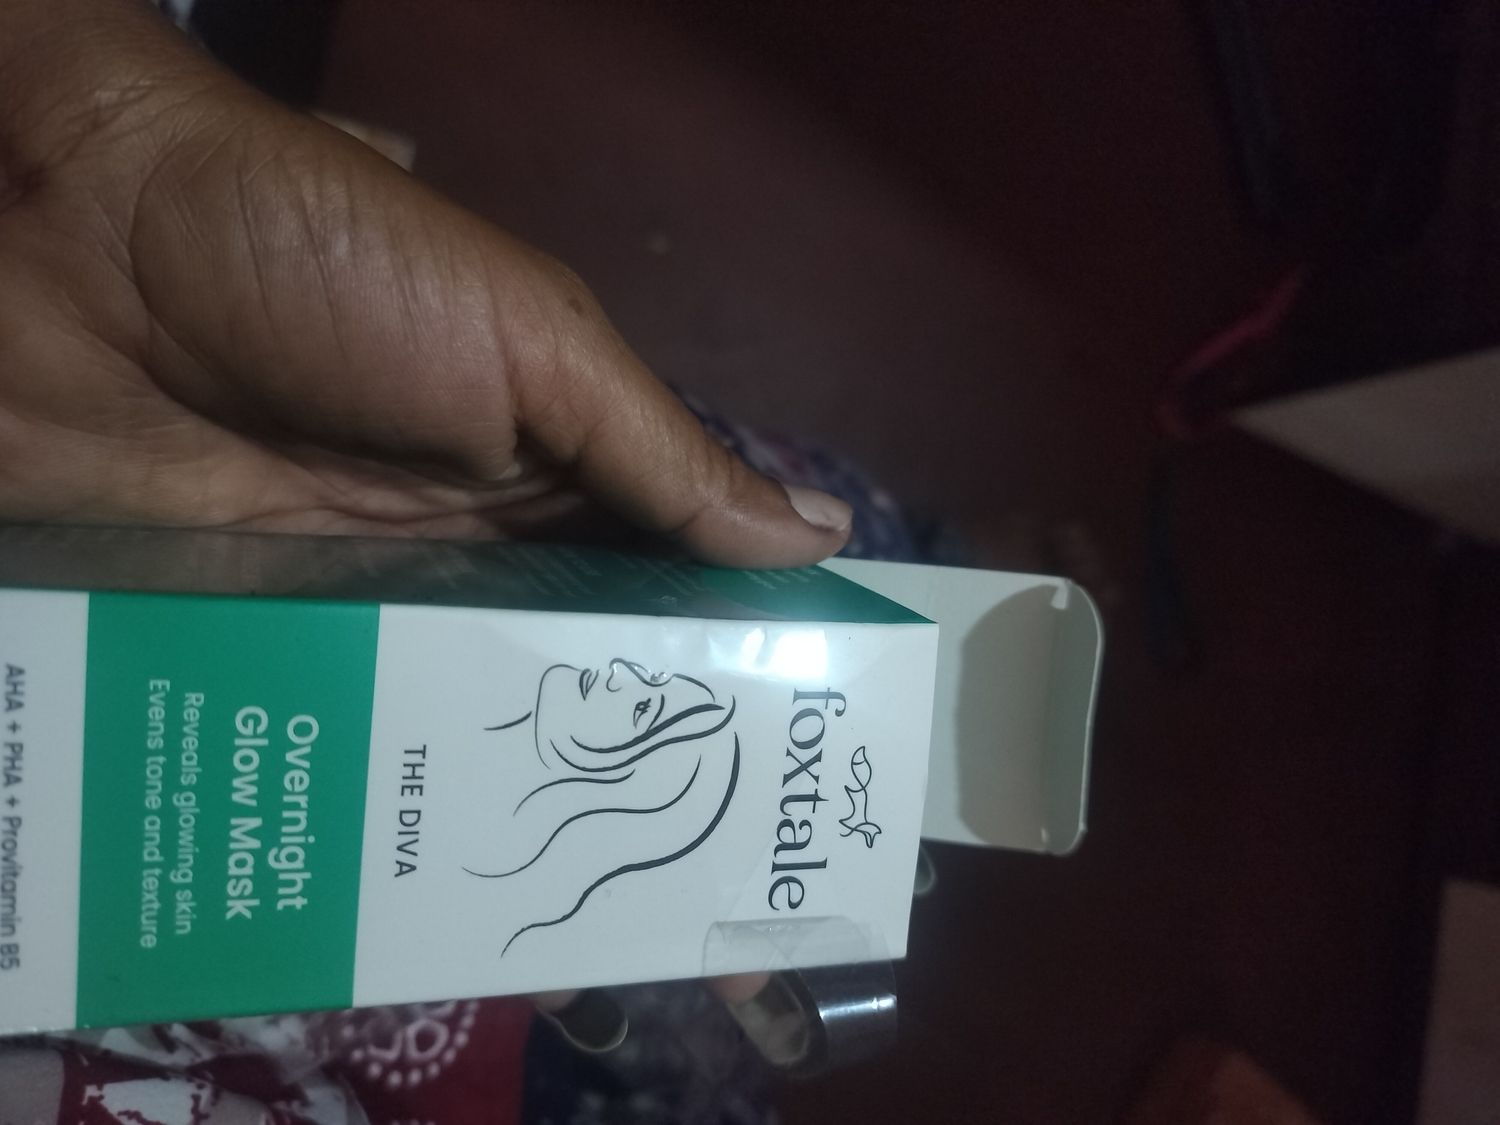 foxtale
THE DIVA
Overnight
Glow Mask
Reveals glowing skin
Evens tone and texture
AHA + PHA + Provitamin B5